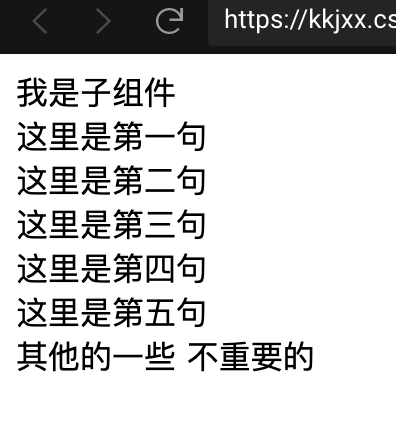 https://kkjxx.cs
我是子组件
这里是第一句
这里是第二句
这里是第三句
这里是第四句
这里是第五句
其他的一些 不重要的